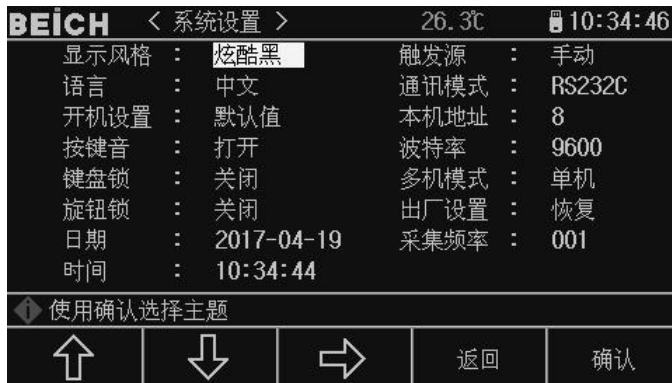 BEICH < 系统设置 > 26.3℃ 10:34:46
显示风格 : 炫酷黑 触发源 : 手动
语言 : 中文 通讯模式 : RS232C
开机设置 : 默认值 本机地址 : 8
按键音 : 打开 波特率 : 9600
键盘锁 : 关闭 多机模式 : 单机
旋钮锁 : 关闭 出厂设置 : 恢复
日期 : 2017-04-19 采集频率 : 001
时间 : 10:34:44
使用确认选择主题
返回 确认